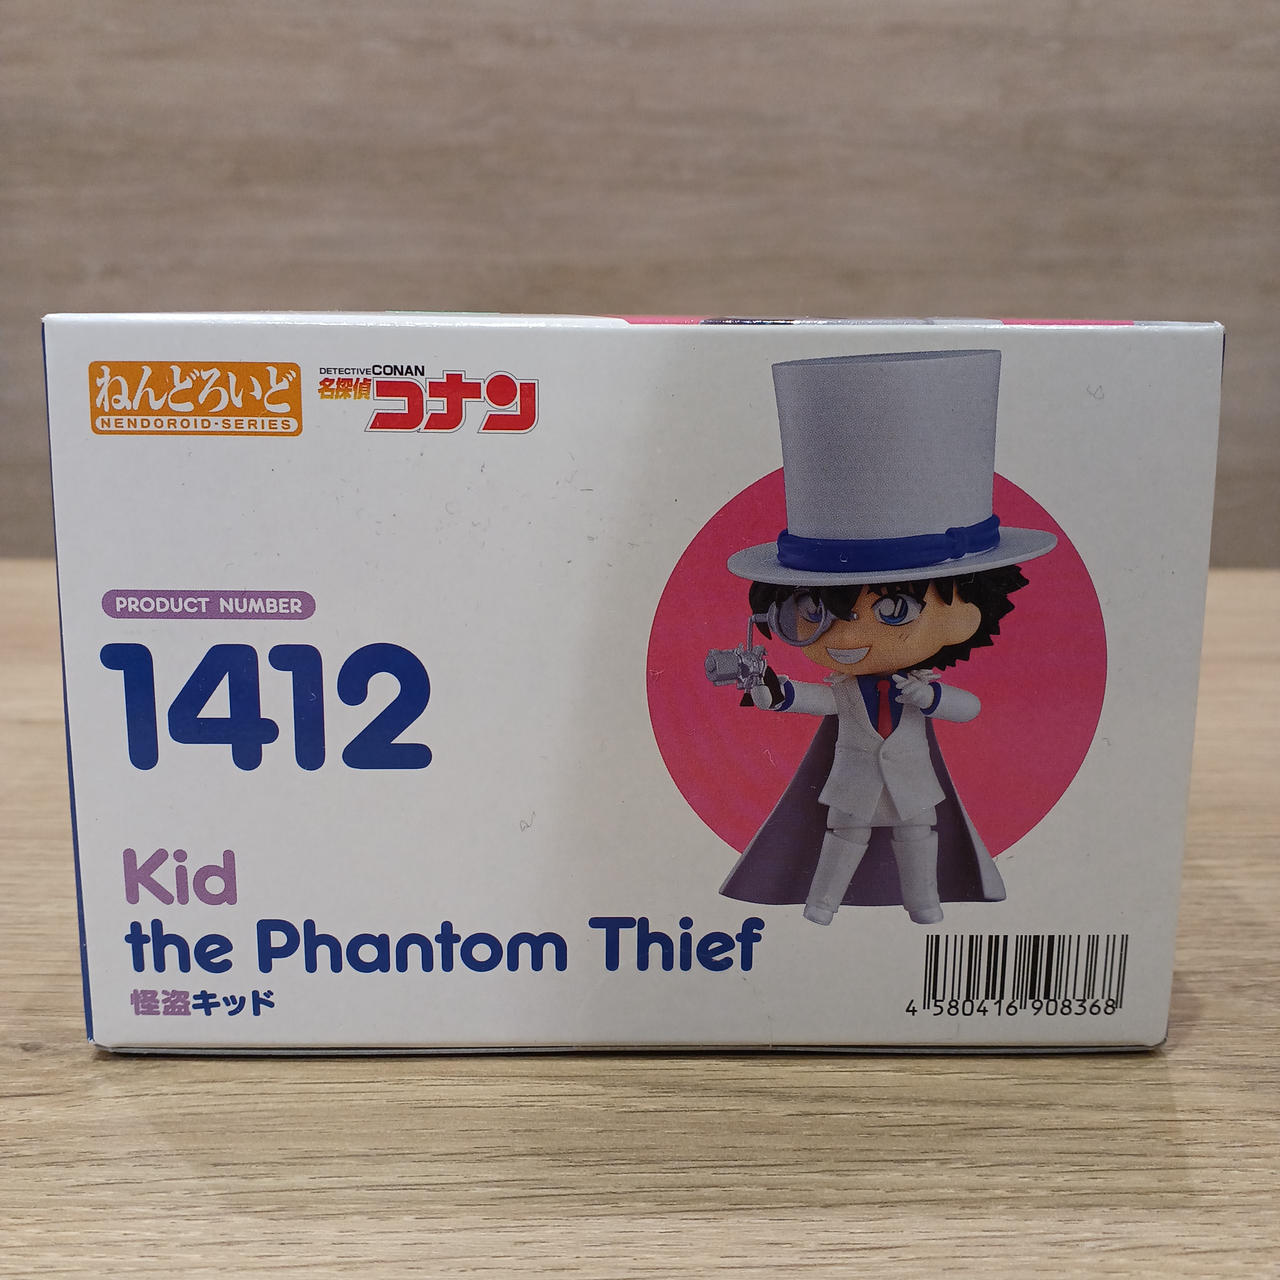 ねんどろいど
NENDOROID·SERIES
DETECTIVE CONAN
名探偵
コナン
PRODUCT NUMBER
1412
Kid
the Phantom Thief
怪盗キッド
4 580416 908368